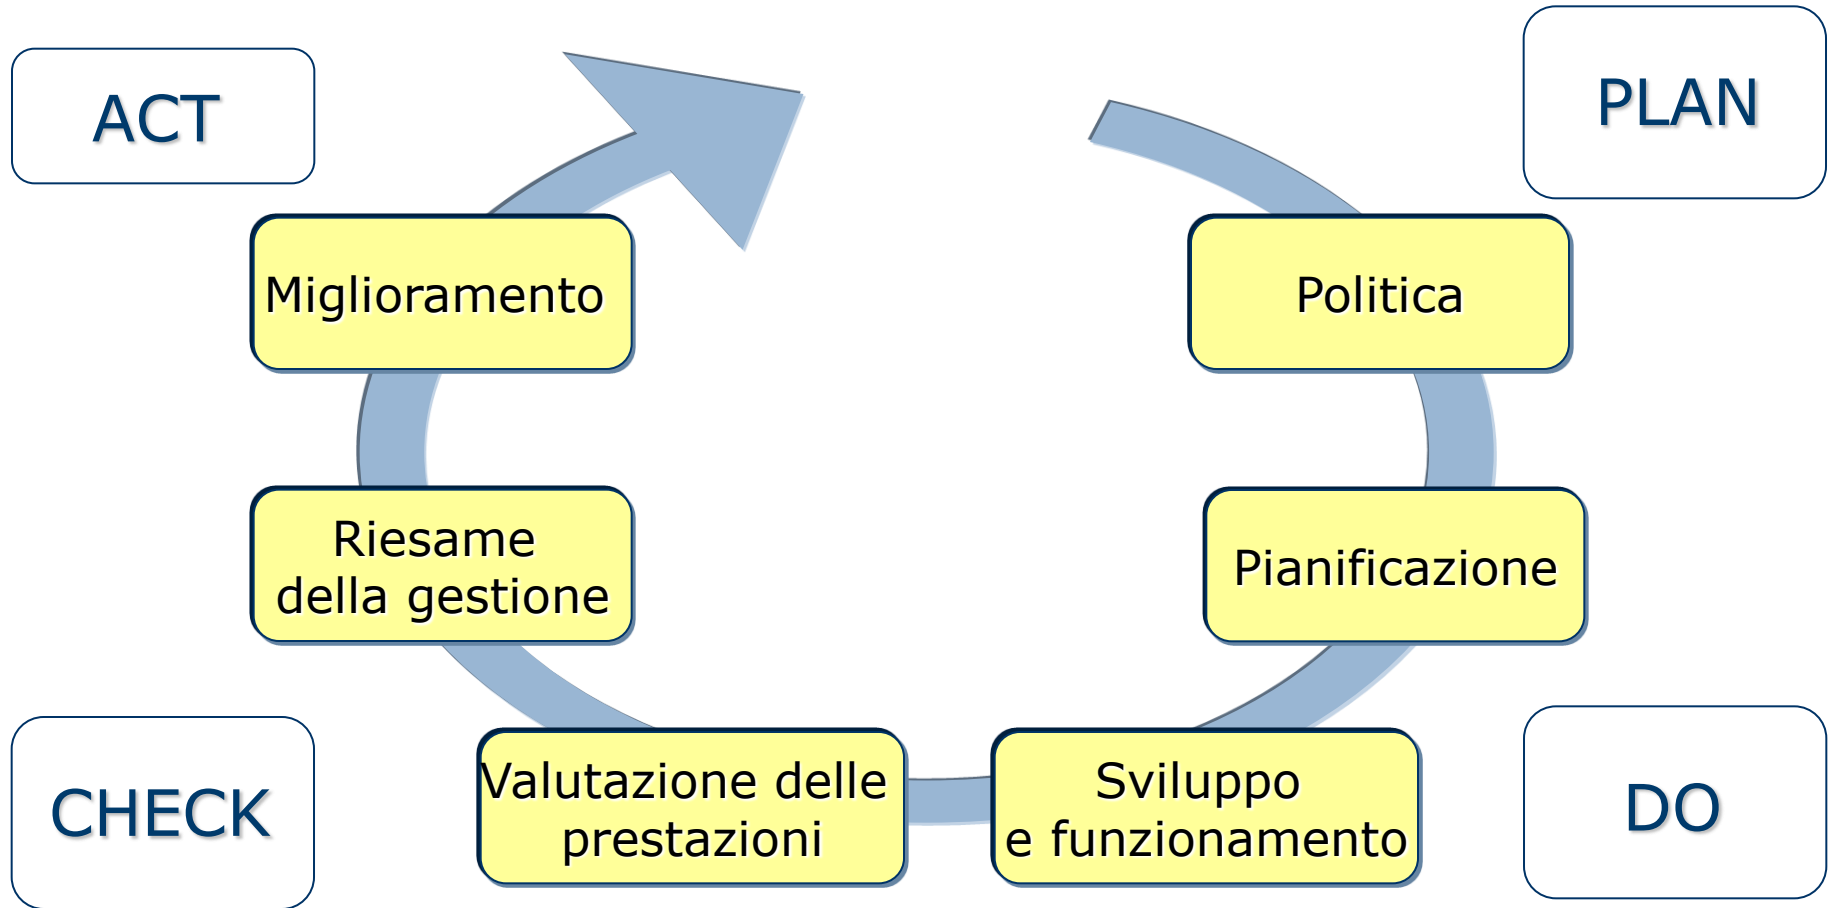 ACT
PLAN
Miglioramento
Politica
Riesame
della gestione
Pianificazione
Valutazione delle
prestazioni
Sviluppo
e funzionamento
CHECK
DO